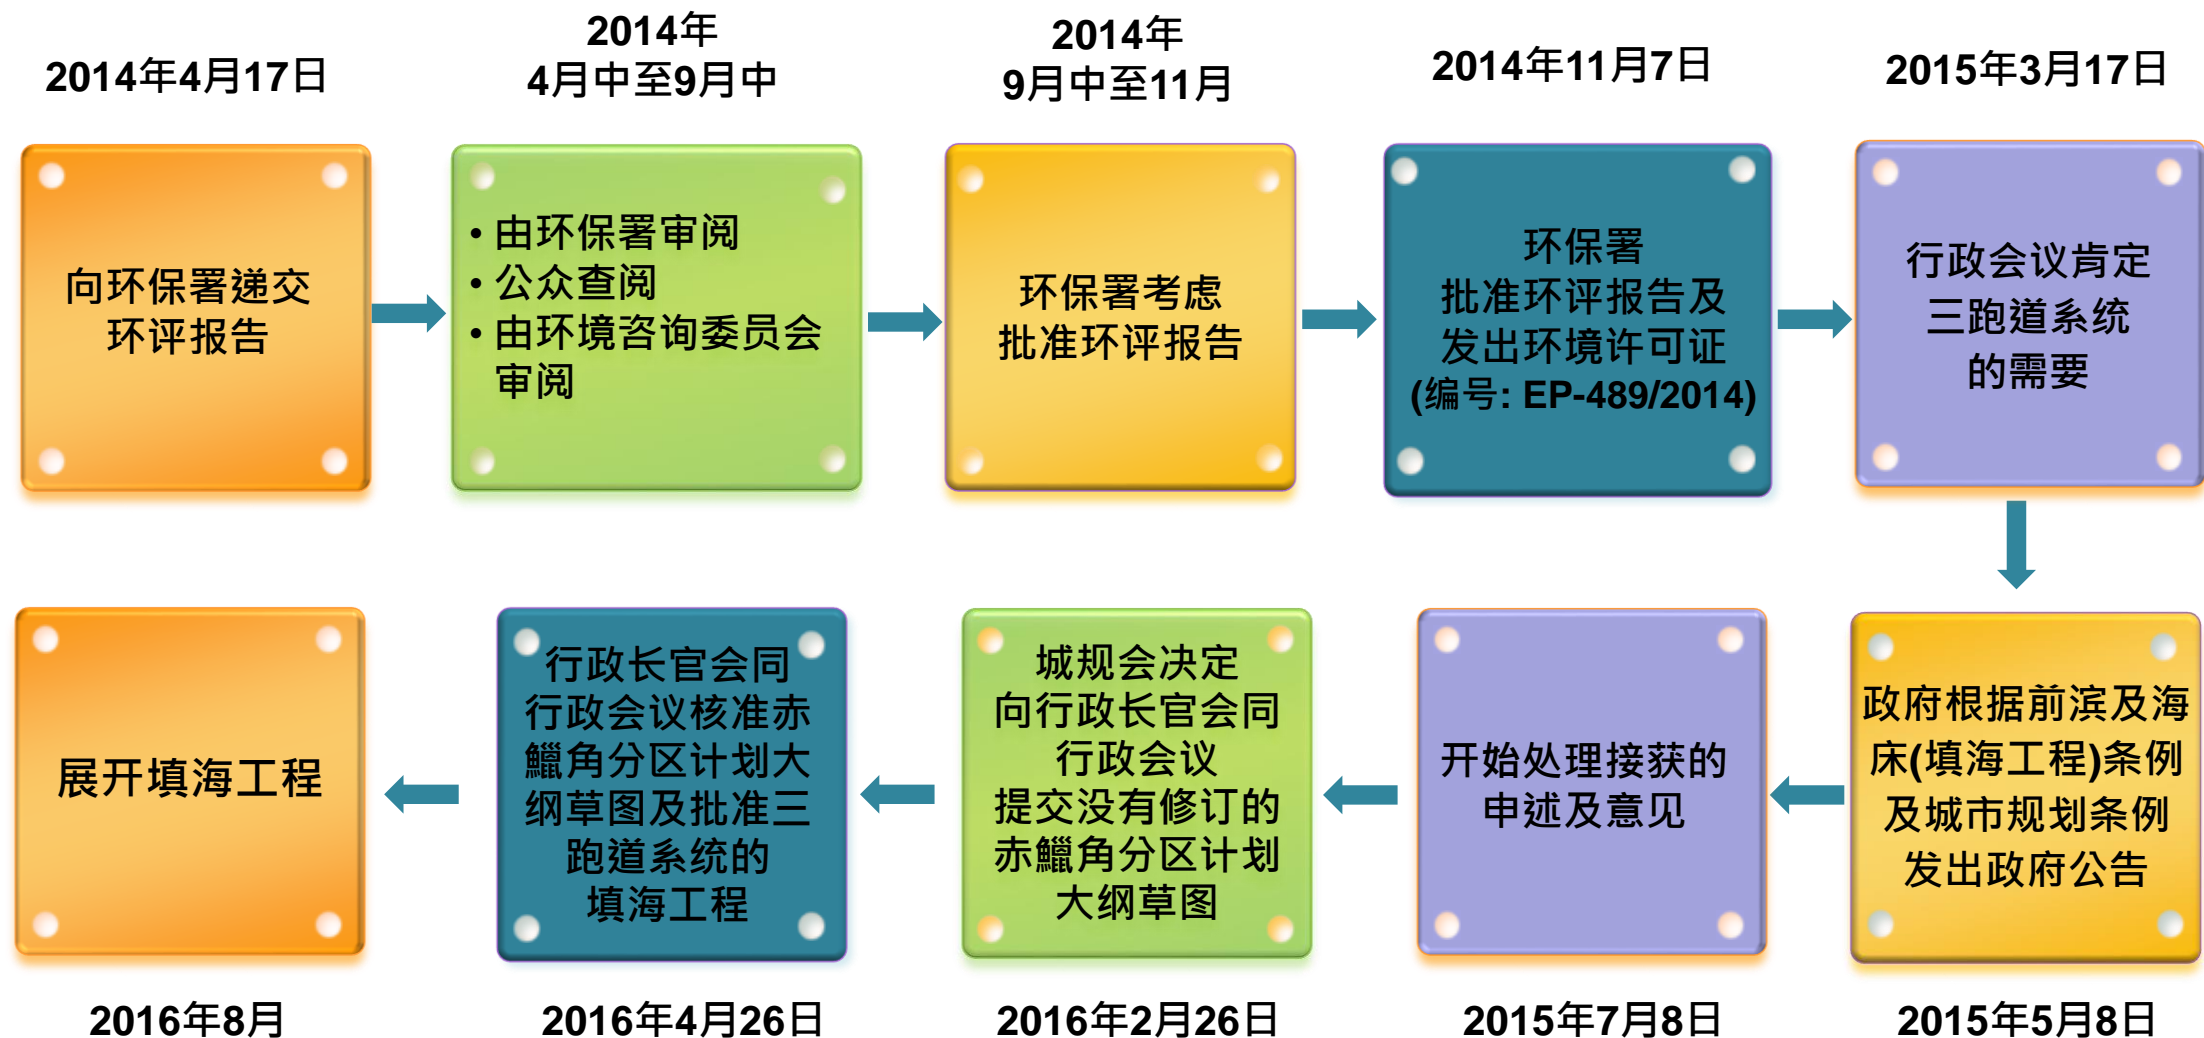 2014年4月17日
2014年
4月中至9月中
2014年
9月中至11月
2014年11月7日
2015年3月17日
向环保署递交
环评报告
• 由环保署审阅
• 公众查阅
• 由环境咨询委员会
审阅
环保署考虑
批准环评报告
环保署
批准环评报告及
发出环境许可证
(编号: EP-489/2014)
行政会议肯定
三跑道系统
的需要
政府根据前滨及海
床(填海工程)条例
及城市规划条例
发出政府公告
2015年5月8日
开始处理接获的
申述及意见
2015年7月8日
城规会决定
向行政长官会同
行政会议
提交没有修订的
赤鱲角分区计划
大纲草图
2016年2月26日
行政长官会同
行政会议核准赤
鱲角分区计划大
纲草图及批准三
跑道系统的
填海工程
2016年4月26日
展开填海工程
2016年8月